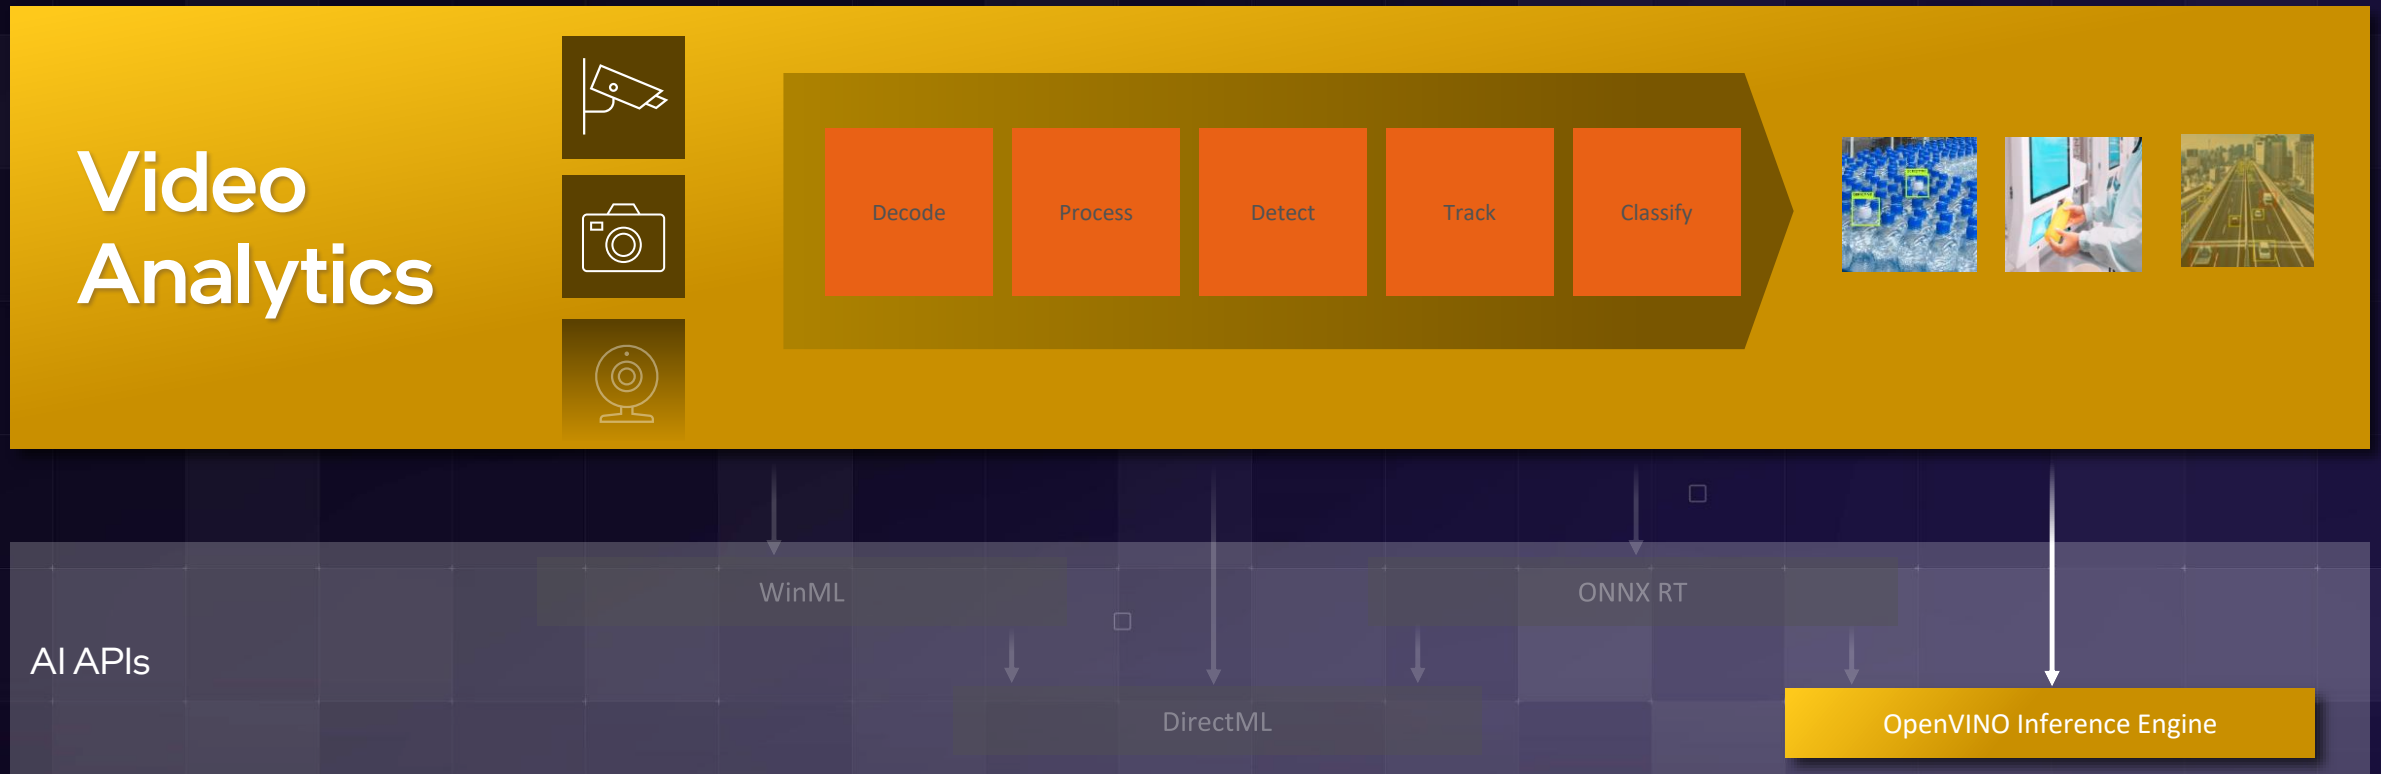 Video
Analytics
Decode
Process
Detect
Track
Classify
WinML
ONNX RT
AI APIs
DirectML
OpenVINO Inference Engine